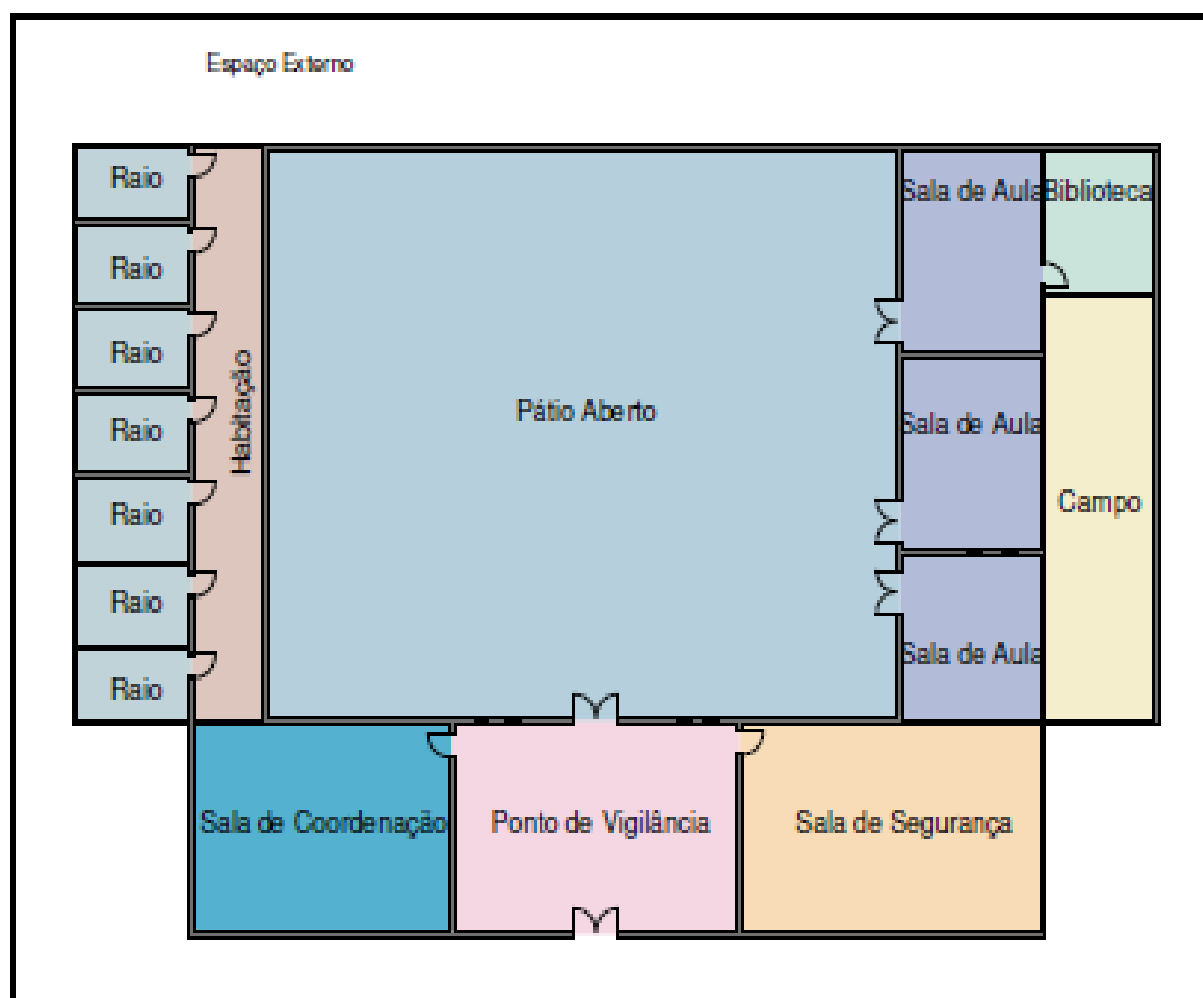 Espaço Externo
Raio
Sala de Aula
Biblioteca
Raio
Raio
Habitação
Pátio Aberto
Sala de Aula
Raio
Campo
Raio
Raio
Sala de Aula
Raio
Sala de Coordenação
Ponto de Vigilância
Sala de Segurança